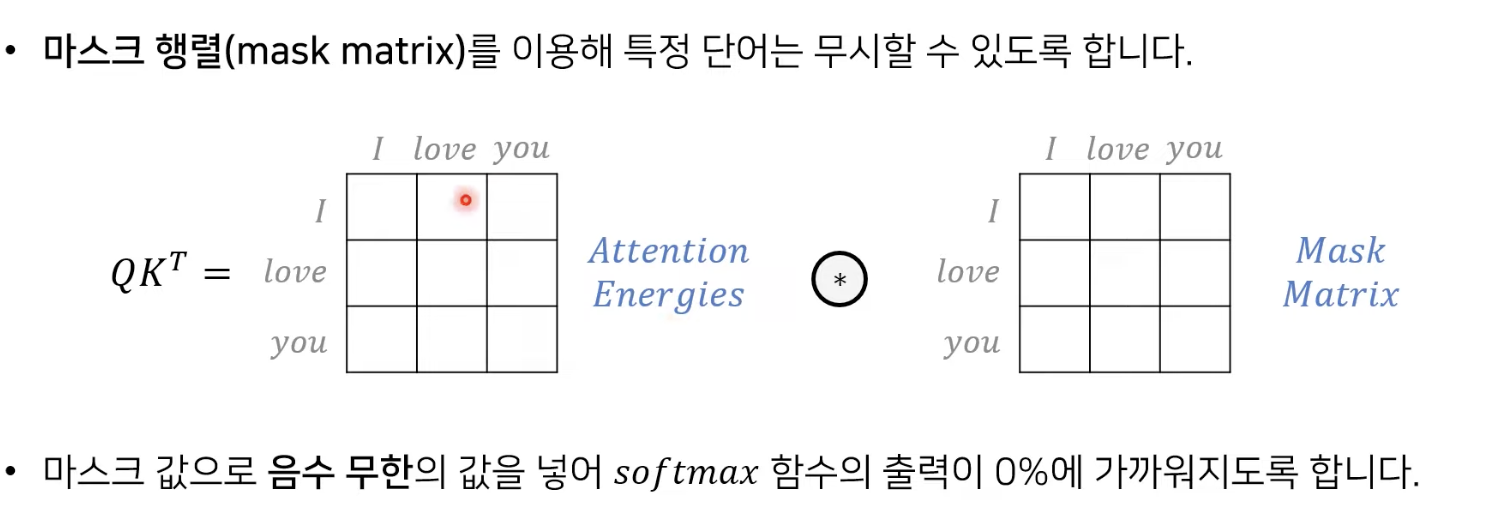 • 마스크 행렬(mask matrix)를 이용해 특정 단어는 무시할 수 있도록 합니다.
I love you
I
love
you
QKᵀ =
Attention
Energies
*
I love you
I
love
you
Mask
Matrix
• 마스크 값으로 음수 무한의 값을 넣어 softmax 함수의 출력이 0%에 가까워지도록 합니다.